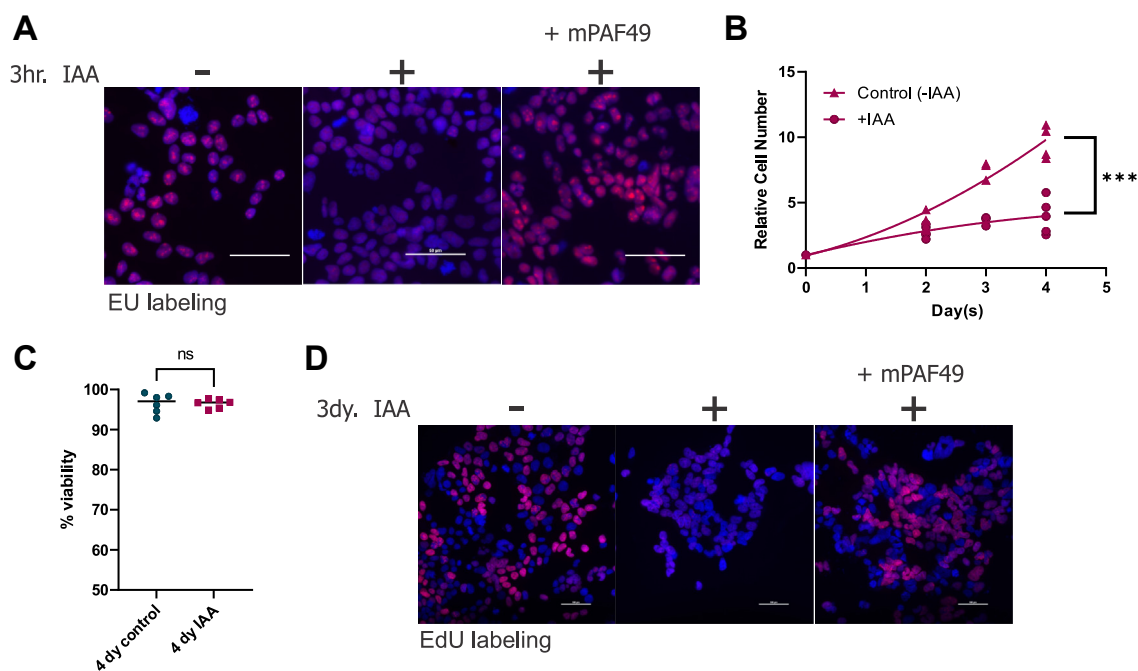 A
+ mPAF49
3hr. IAA
-
+
+
50 μm
EU labeling
B
15
10
5
0
Relative Cell Number
Control (-IAA)
+IAA
***
0
1
2
3
4
5
Day(s)
C
ns
100
90
80
70
60
50
% viability
4 dy control
4 dy IAA
D
+ mPAF49
3dy. IAA
-
+
+
EdU labeling